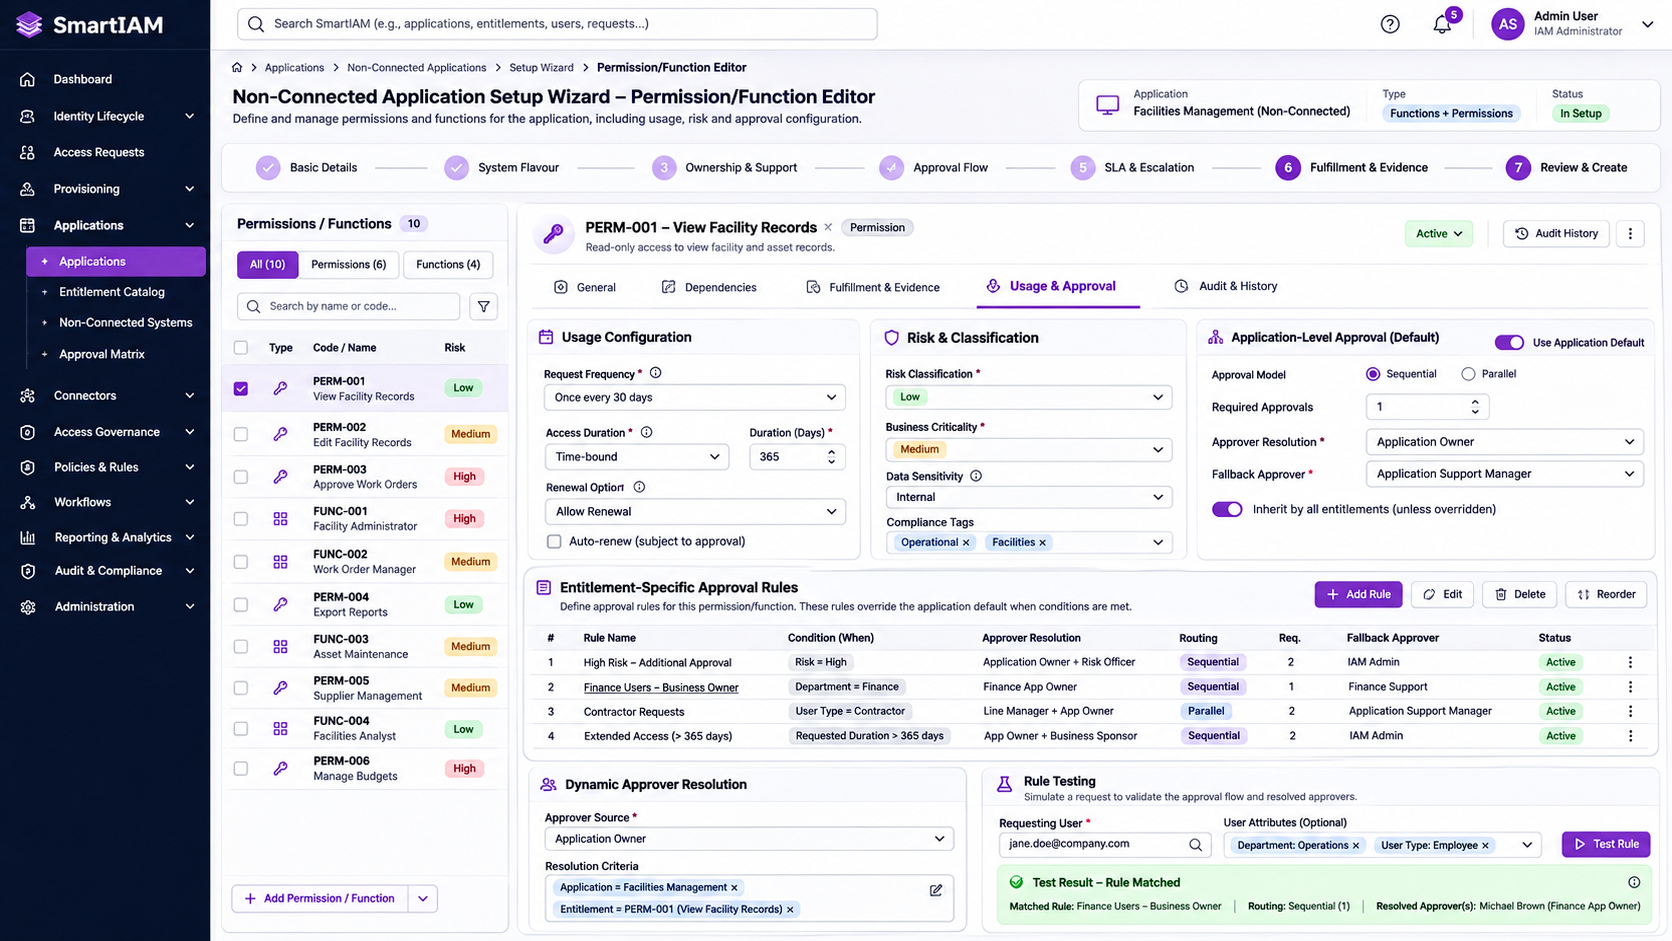 SmartIAM
Search SmartIAM (e.g., applications, entitlements, users, requests...)
5
AS
Admin User
IAM Administrator
Dashboard
Identity Lifecycle
Access Requests
Provisioning
Applications
Applications
Entitlement Catalog
Non-Connected Systems
Approval Matrix
Connectors
Access Governance
Policies & Rules
Workflows
Reporting & Analytics
Audit & Compliance
Administration
Applications > Non-Connected Applications > Setup Wizard > Permission/Function Editor
Non-Connected Application Setup Wizard – Permission/Function Editor
Define and manage permissions and functions for the application, including usage, risk and approval configuration.
Application
Facilities Management (Non-Connected)
Type
Functions + Permissions
Status
In Setup
Basic Details
System Flavour
3 Ownership & Support
Approval Flow
5 SLA & Escalation
6 Fulfillment & Evidence
7 Review & Create
Permissions / Functions 10
All (10) Permissions (6) Functions (4)
Search by name or code...
Type Code / Name Risk
PERM-001
View Facility Records
Low
PERM-002
Edit Facility Records
Medium
PERM-003
Approve Work Orders
High
FUNC-001
Facility Administrator
High
FUNC-002
Work Order Manager
Medium
PERM-004
Export Reports
Low
FUNC-003
Asset Maintenance
Medium
PERM-005
Supplier Management
Medium
FUNC-004
Facilities Analyst
Low
PERM-006
Manage Budgets
High
+ Add Permission / Function
PERM-001 – View Facility Records × Permission
Read-only access to view facility and asset records.
Active
Audit History
General
Dependencies
Fulfillment & Evidence
Usage & Approval
Audit & History
Usage Configuration
Request Frequency *
Once every 30 days
Access Duration *
Time-bound
Duration (Days) *
365
Renewal Option
Allow Renewal
Auto-renew (subject to approval)
Risk & Classification
Risk Classification *
Low
Business Criticality *
Medium
Data Sensitivity
Internal
Compliance Tags
Operational × Facilities ×
Application-Level Approval (Default)
Use Application Default
Approval Model
Sequential Parallel
Required Approvals
1
Approver Resolution *
Application Owner
Fallback Approver *
Application Support Manager
Inherit by all entitlements (unless overridden)
Entitlement-Specific Approval Rules
Define approval rules for this permission/function. These rules override the application default when conditions are met.
+ Add Rule
Edit
Delete
Reorder
# Rule Name Condition (When) Approver Resolution Routing Req. Fallback Approver Status
1 High Risk – Additional Approval Risk = High Application Owner + Risk Officer Sequential 2 IAM Admin Active
2 Finance Users – Business Owner Department = Finance Finance App Owner Sequential 1 Finance Support Active
3 Contractor Requests User Type = Contractor Line Manager + App Owner Parallel 2 Application Support Manager Active
4 Extended Access (> 365 days) Requested Duration > 365 days App Owner + Business Sponsor Sequential 2 IAM Admin Active
Dynamic Approver Resolution
Approver Source *
Application Owner
Resolution Criteria
Application = Facilities Management ×
Entitlement = PERM-001 (View Facility Records) ×
Rule Testing
Simulate a request to validate the approval flow and resolved approvers.
Requesting User *
jane.doe@company.com
User Attributes (Optional)
Department: Operations × User Type: Employee ×
Test Rule
Test Result – Rule Matched
Matched Rule: Finance Users – Business Owner | Routing: Sequential (1) | Resolved Approver(s): Michael Brown (Finance App Owner)